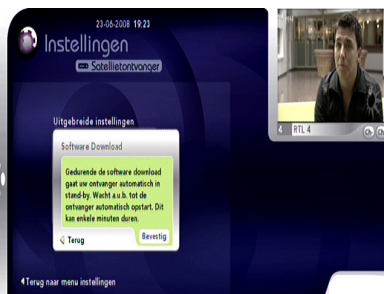 23-06-2008 19:23
Instellingen
Satellietontvanger
Uitgebreide instellingen
Software Download
Gedurende de software download
gaat uw ontvanger automatisch in
stand-by. Wacht a.u.b. tot de
ontvanger automatisch opstart. Dit
kan enkele minuten duren.
Bevestig
Terug
4 RTL 4
Terug naar menu instellingen